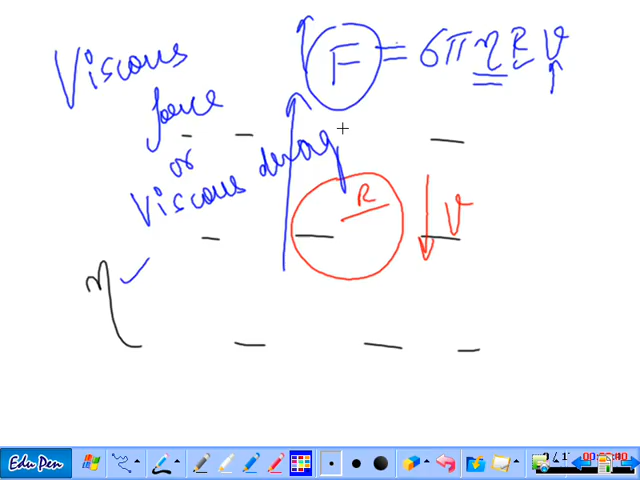 Viscous
force
or
Viscous drag
F = 6πηRV
R
V
η
Edu Pen